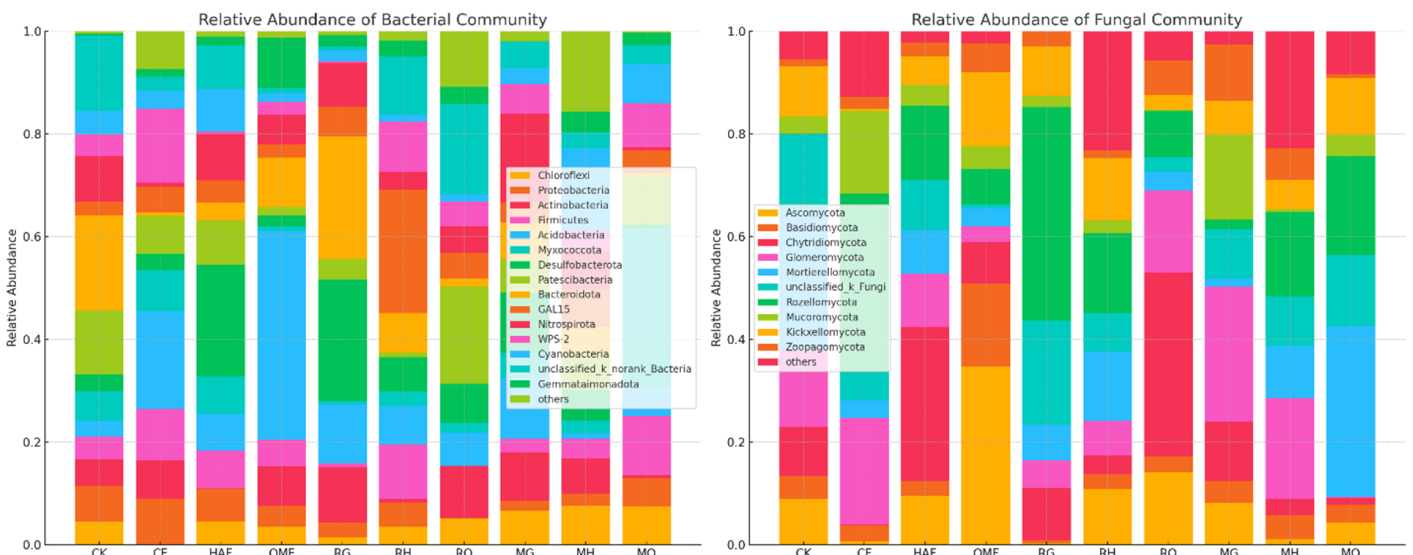 Relative Abundance of Bacterial Community
Relative Abundance
1.0
0.8
0.6
0.4
0.2
0.0
Chloroflexi
Proteobacteria
Actinobacteria
Firmicutes
Acidobacteria
Myxococcota
Desulfobacterota
Patescibacteria
Bacteroidota
GAL15
Nitrospirota
WPS-2
Cyanobacteria
unclassified_k_norank_Bacteria
Gemmataimonadota
others
CK CF HAF OMF RG RH RO MG MH MO
Relative Abundance of Fungal Community
Relative Abundance
1.0
0.8
0.6
0.4
0.2
0.0
Ascomycota
Basidiomycota
Chytridiomycota
Glomeromycota
Mortierellomycota
unclassified_k_Fungi
Rozellomycota
Mucoromycota
Kickxellomycota
Zoopagomycota
others
CK CF HAF OMF RG RH RO MG MH MO